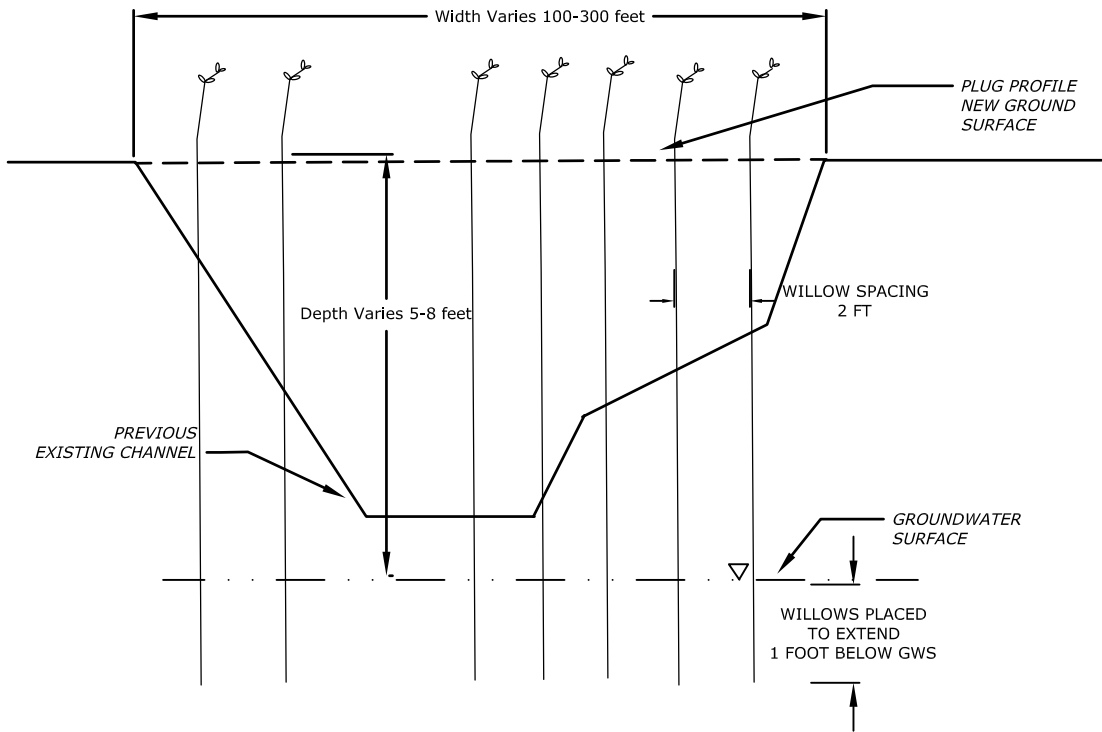 Width Varies 100-300 feet
PLUG PROFILE
NEW GROUND
SURFACE
WILLOW SPACING
2 FT
Depth Varies 5-8 feet
PREVIOUS
EXISTING CHANNEL
GROUNDWATER
SURFACE
WILLOWS PLACED
TO EXTEND
1 FOOT BELOW GWS